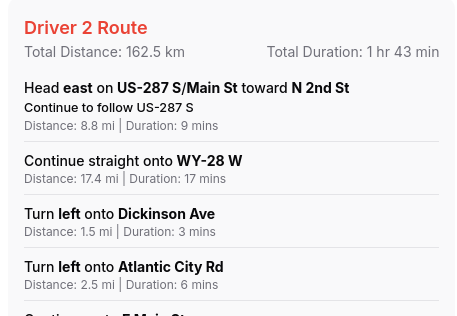 Driver 2 Route
Total Distance: 162.5 km Total Duration: 1 hr 43 min
Head east on US-287 S/Main St toward N 2nd St
Continue to follow US-287 S
Distance: 8.8 mi | Duration: 9 mins
Continue straight onto WY-28 W
Distance: 17.4 mi | Duration: 17 mins
Turn left onto Dickinson Ave
Distance: 1.5 mi | Duration: 3 mins
Turn left onto Atlantic City Rd
Distance: 2.5 mi | Duration: 6 mins